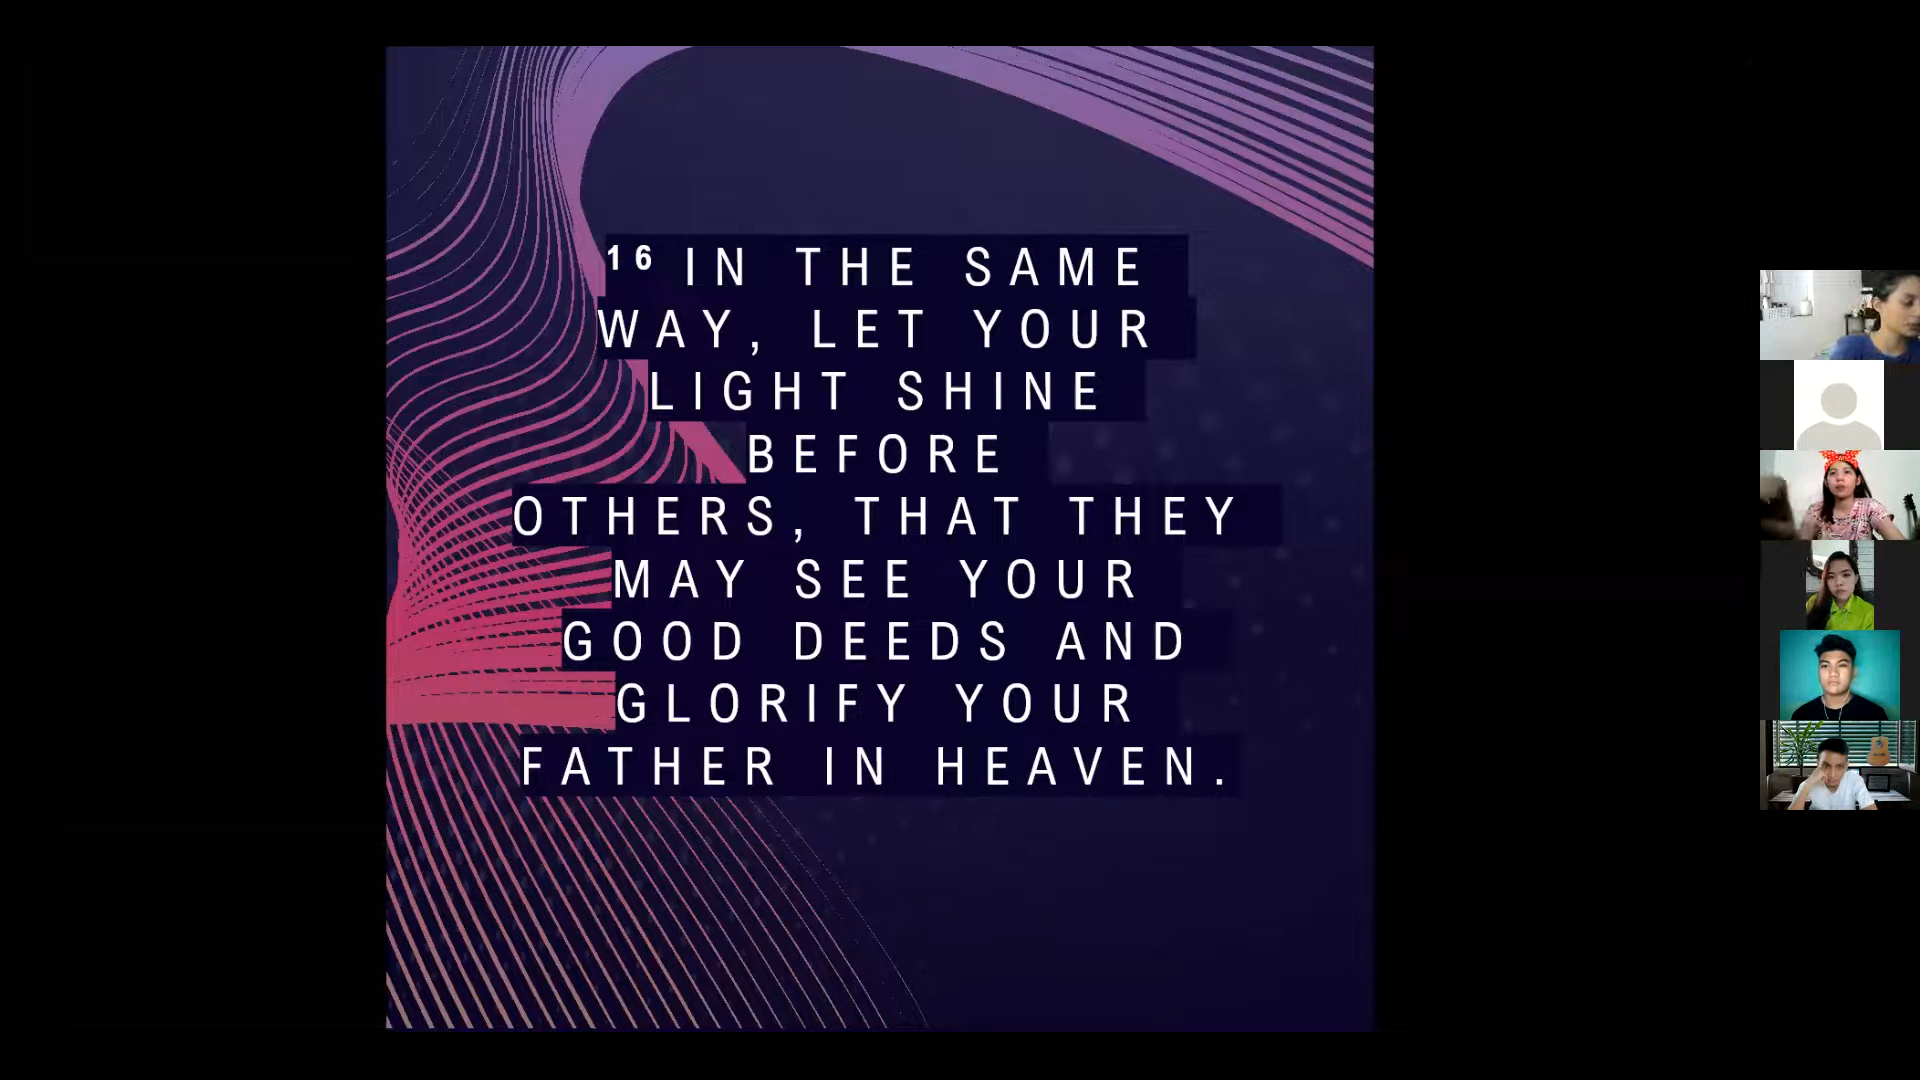 ¹⁶ IN THE SAME
WAY, LET YOUR
LIGHT SHINE
BEFORE
OTHERS, THAT THEY
MAY SEE YOUR
GOOD DEEDS AND
GLORIFY YOUR
FATHER IN HEAVEN.